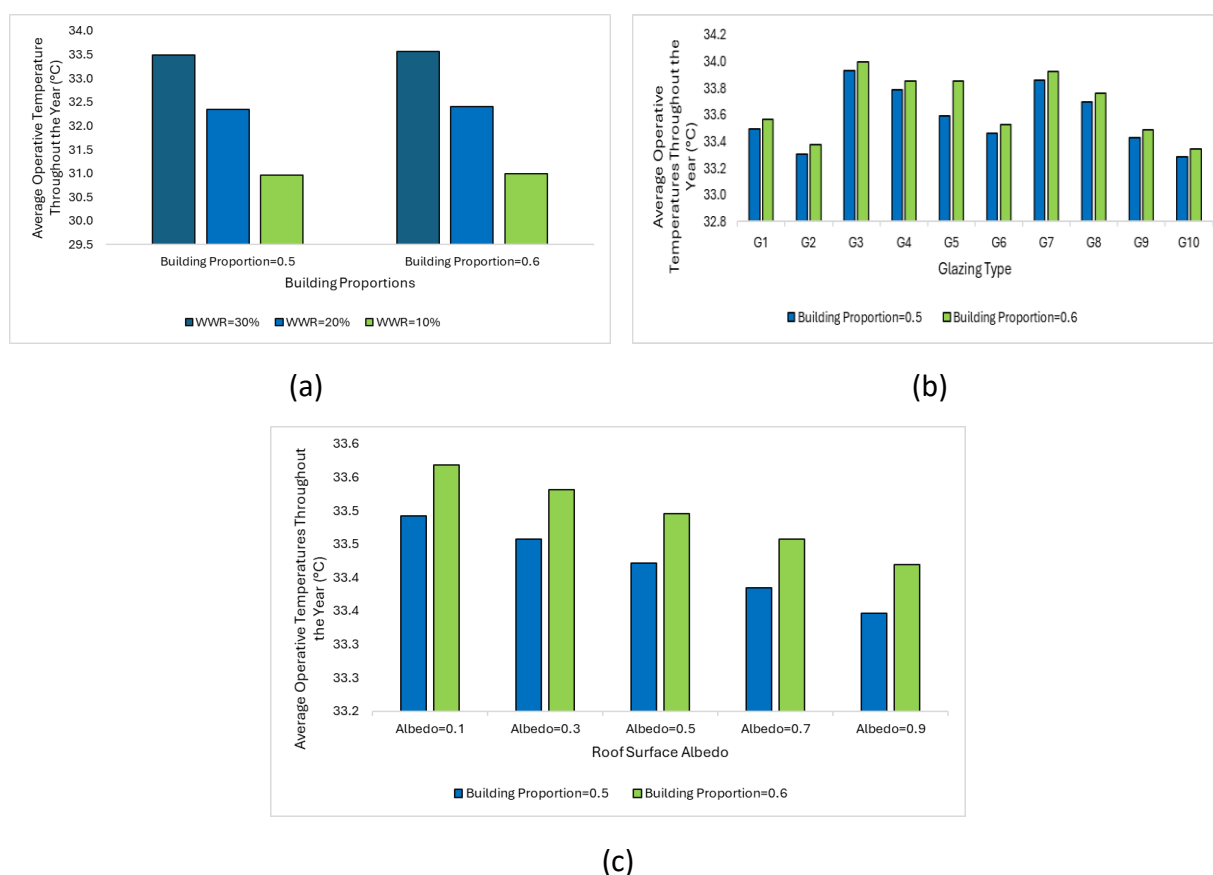 Average Operative Temperature
Throughout the Year (°C)
34.0
33.5
33.0
32.5
32.0
31.5
31.0
30.5
30.0
29.5
Building Proportion=0.5 Building Proportion=0.6
Building Proportions
WWR=30% WWR=20% WWR=10%
(a)
Average Operative
Temperatures Throughout the
Year (°C)
34.2
34.0
33.8
33.6
33.4
33.2
33.0
32.8
G1 G2 G3 G4 G5 G6 G7 G8 G9 G10
Glazing Type
Building Proportion=0.5 Building Proportion=0.6
(b)
Average Operative Temperatures Throughout
the Year (°C)
33.6
33.6
33.5
33.5
33.4
33.4
33.3
33.3
33.2
Albedo=0.1 Albedo=0.3 Albedo=0.5 Albedo=0.7 Albedo=0.9
Roof Surface Albedo
Building Proportion=0.5 Building Proportion=0.6
(c)